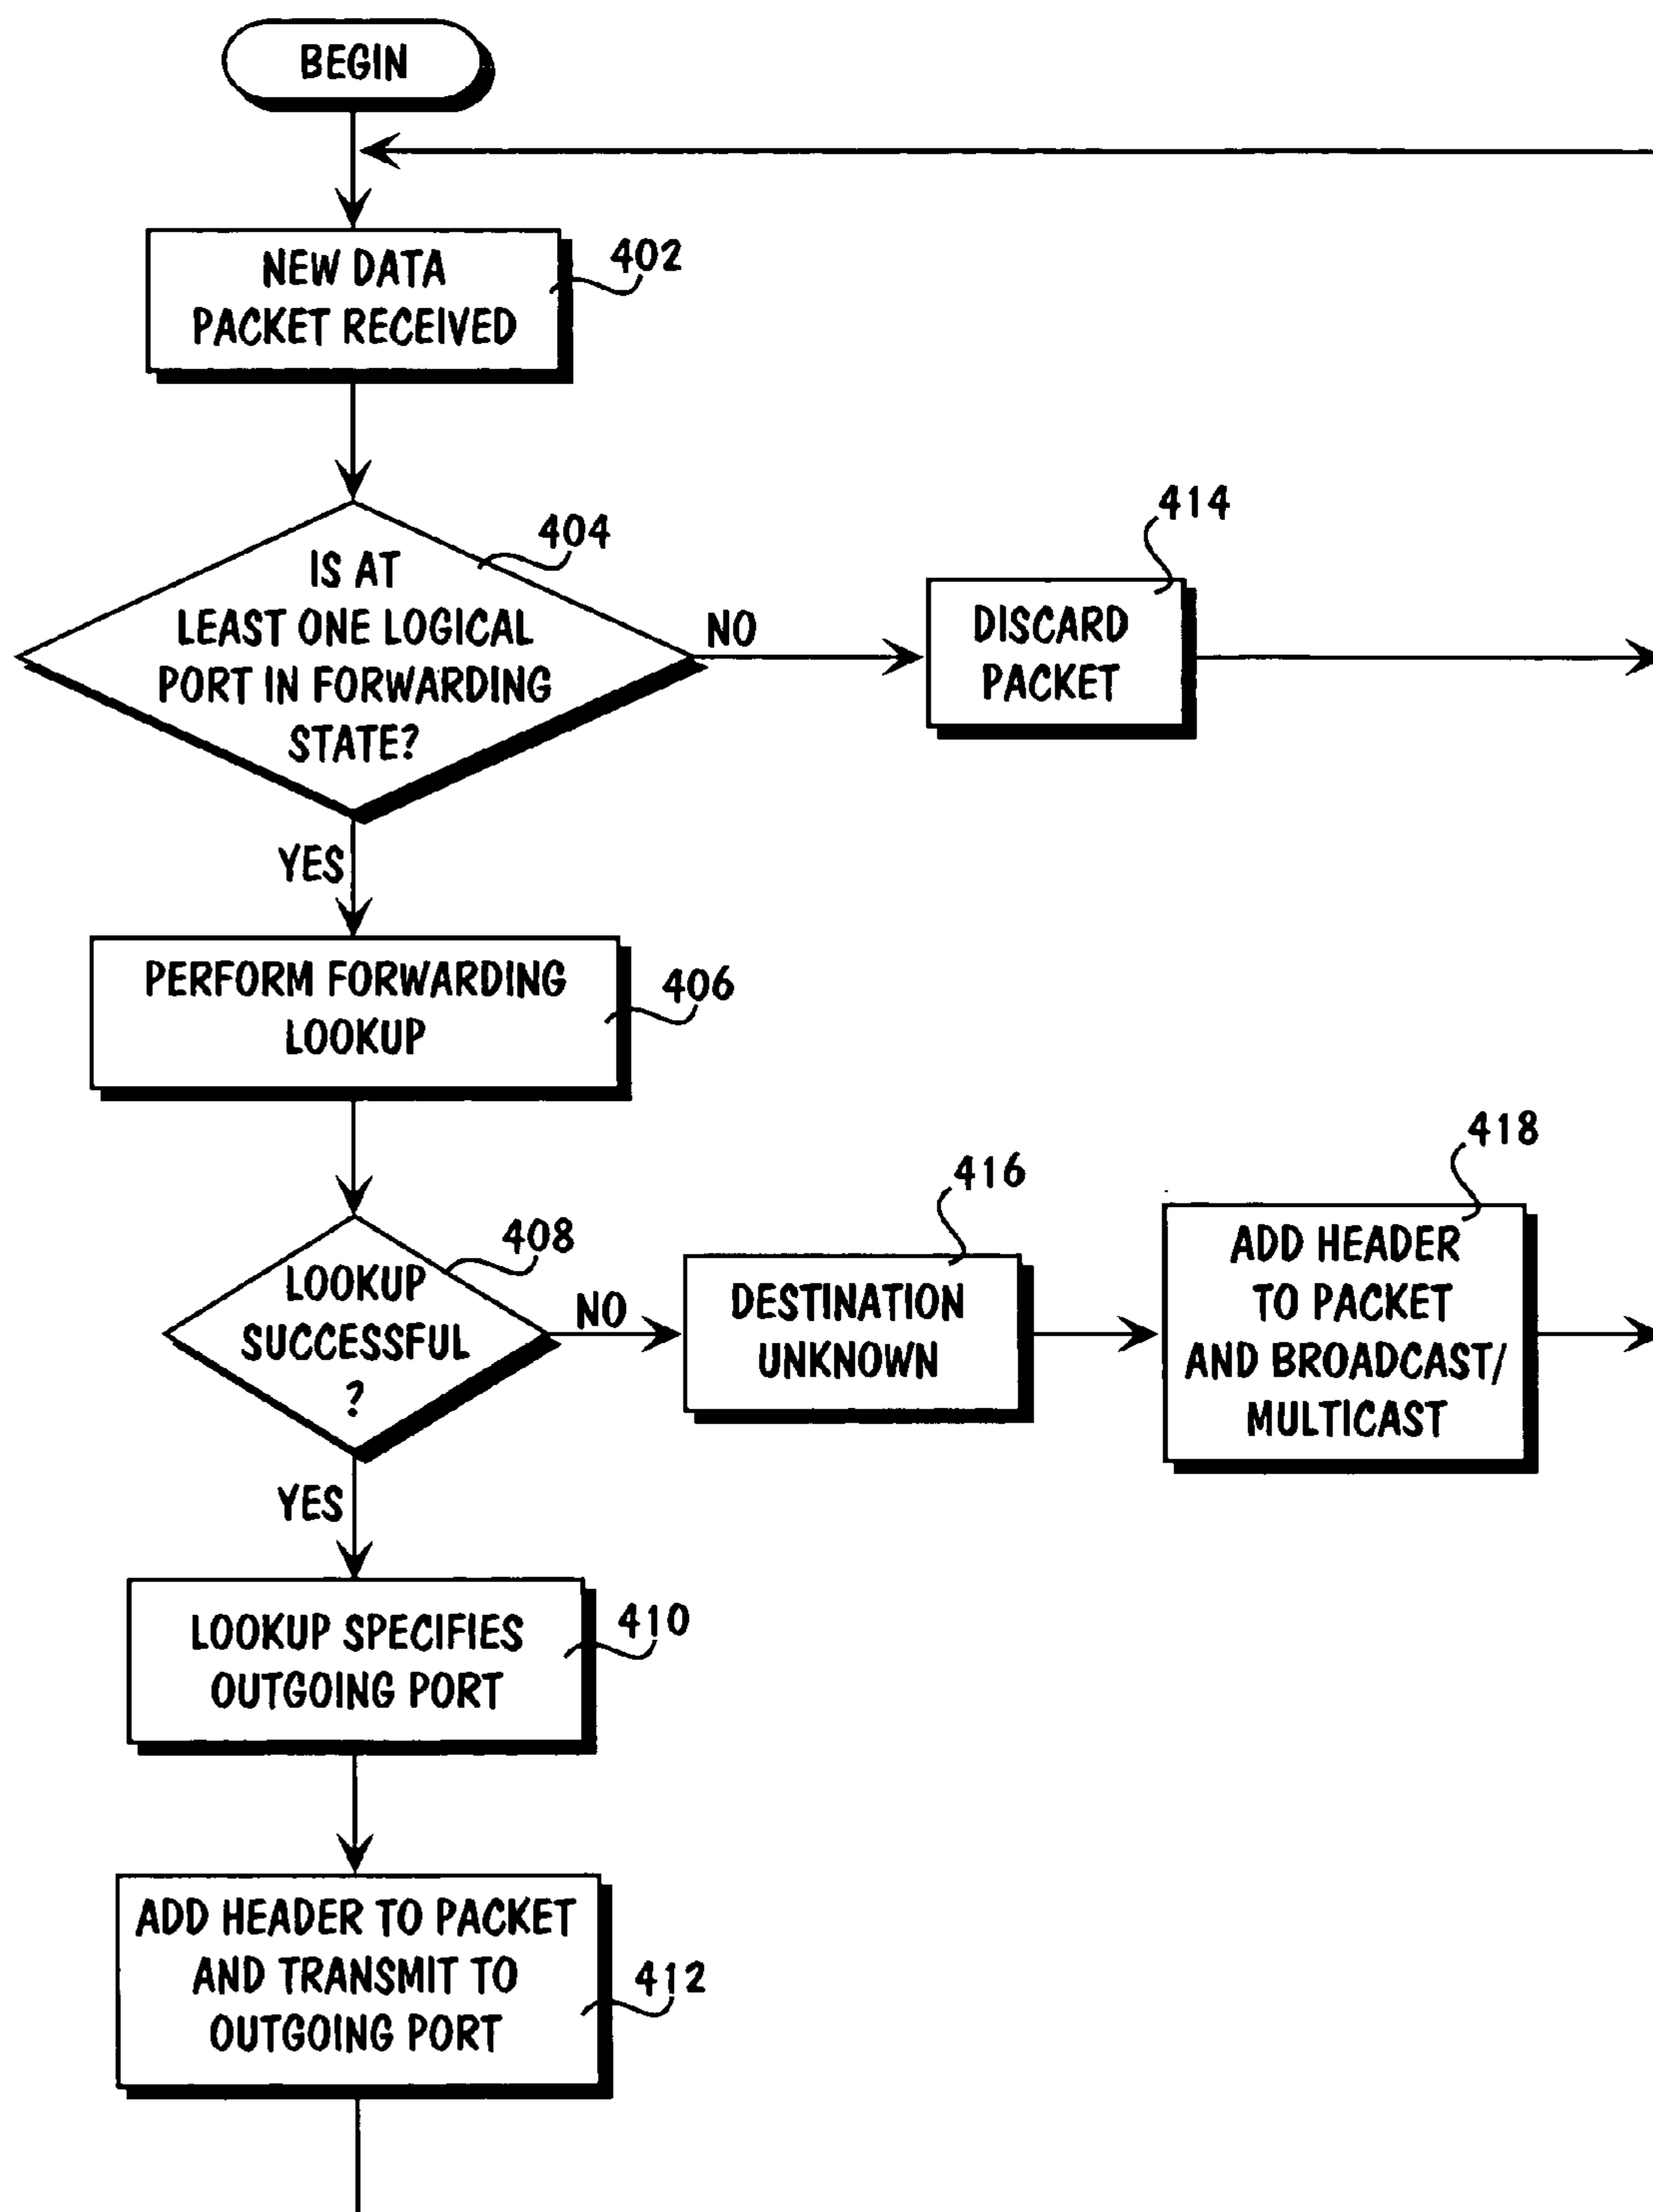 BEGIN
NEW DATA
PACKET RECEIVED
402
IS AT
LEAST ONE LOGICAL
PORT IN FORWARDING
STATE?
404
NO
414
DISCARD
PACKET
YES
PERFORM FORWARDING
LOOKUP
406
LOOKUP
SUCCESSFUL
?
408
NO
416
DESTINATION
UNKNOWN
418
ADD HEADER
TO PACKET
AND BROADCAST/
MULTICAST
YES
LOOKUP SPECIFIES
OUTGOING PORT
410
ADD HEADER TO PACKET
AND TRANSMIT TO
OUTGOING PORT
412